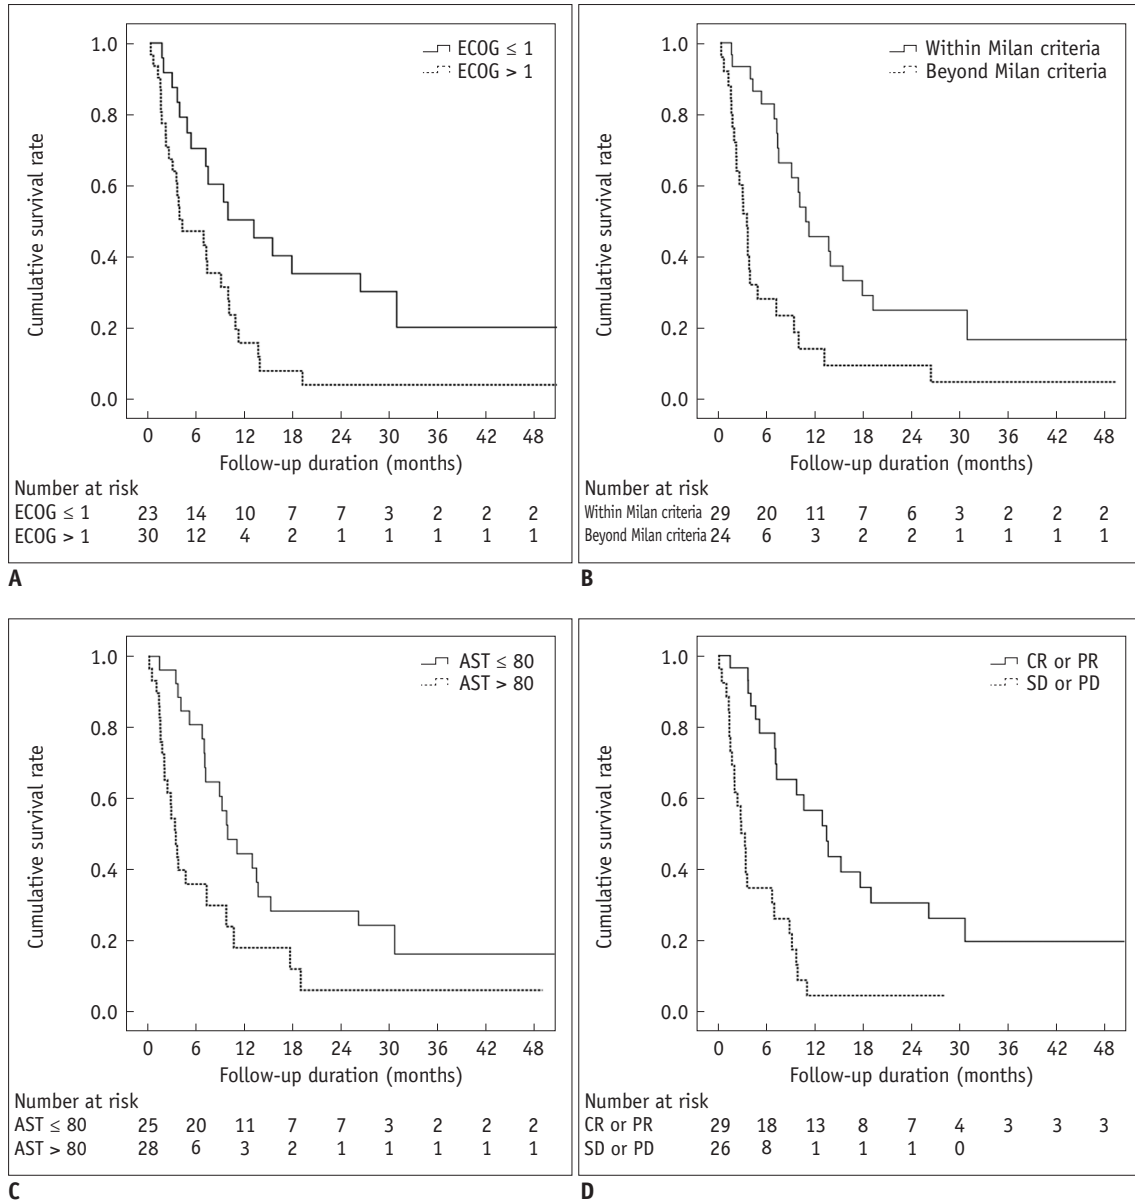 1.0
0.8
0.6
0.4
0.2
0.0
Cumulative survival rate
ECOG ≤ 1
ECOG > 1
0 6 12 18 24 30 36 42 48
Follow-up duration (months)
Number at risk
ECOG ≤ 1 23 14 10 7 7 3 2 2 2
ECOG > 1 30 12 4 2 1 1 1 1 1
A
1.0
0.8
0.6
0.4
0.2
0.0
Cumulative survival rate
Within Milan criteria
Beyond Milan criteria
0 6 12 18 24 30 36 42 48
Follow-up duration (months)
Number at risk
Within Milan criteria 29 20 11 7 6 3 2 2 2
Beyond Milan criteria 24 6 3 2 2 1 1 1 1
B
1.0
0.8
0.6
0.4
0.2
0.0
Cumulative survival rate
AST ≤ 80
AST > 80
0 6 12 18 24 30 36 42 48
Follow-up duration (months)
Number at risk
AST ≤ 80 25 20 11 7 7 3 2 2 2
AST > 80 28 6 3 2 1 1 1 1 1
C
1.0
0.8
0.6
0.4
0.2
0.0
Cumulative survival rate
CR or PR
SD or PD
0 6 12 18 24 30 36 42 48
Follow-up duration (months)
Number at risk
CR or PR 29 18 13 8 7 4 3 3 3
SD or PD 26 8 1 1 1 0
D